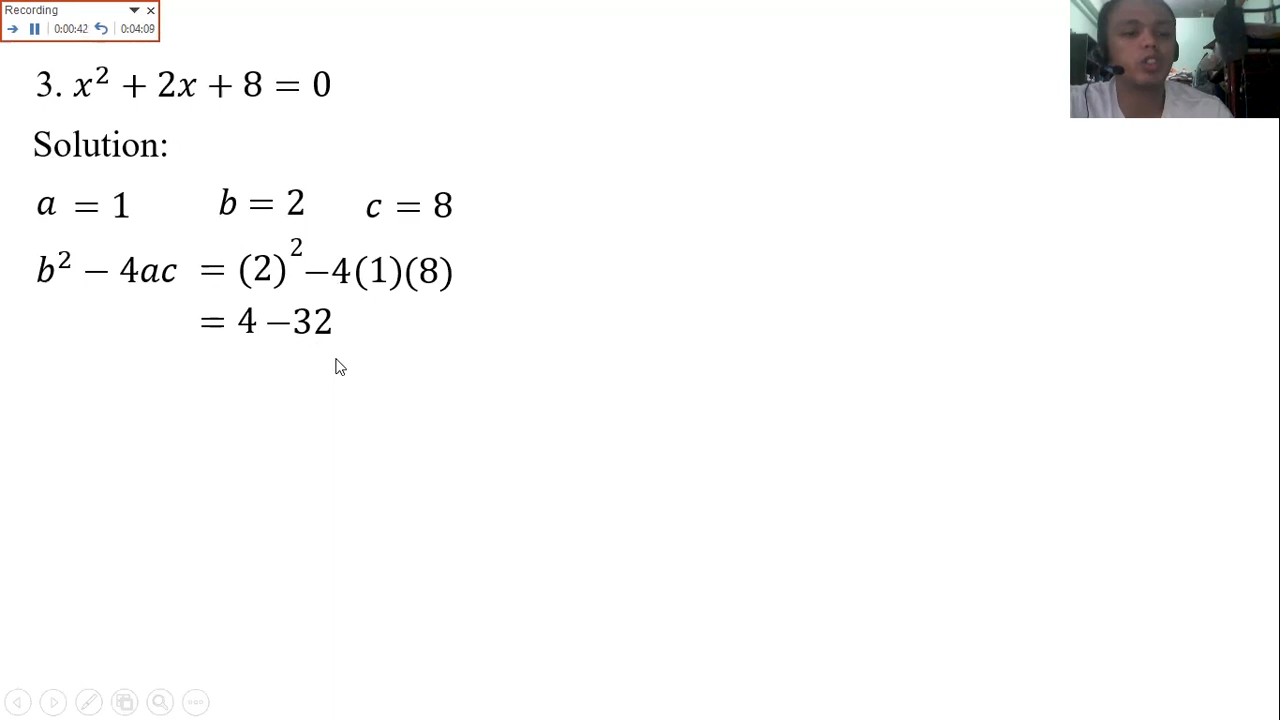 Recording
0:00:42 0:04:09
3. x² + 2x + 8 = 0
Solution:
a = 1 b = 2 c = 8
b² − 4ac = (2)² −4(1)(8)
= 4 −32